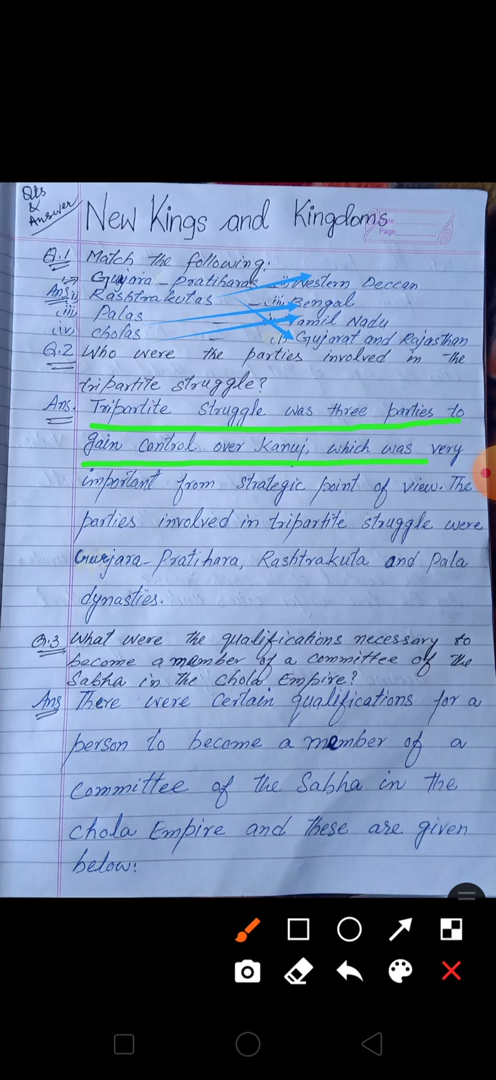 Qts
&
Answer
New Kings and Kingdoms
Page
Q.1 Match the following:
Gurjara - Pratiharas Western Deccan
Ans. Rashtrakutas - iii Bengal
iii Palas - Tamil Nadu
(iv) Cholas - Gujarat and Rajasthan
Q.2 Who were the parties involved in the
tripartite struggle?
Ans. Tripartite Struggle was three parties to
gain control over Kanuj, which was very
important from strategic point of view. The
parties involved in tripartite struggle were
Gurjara-Pratihara, Rashtrakuta and Pala
dynasties.
Q.3 What were the qualifications necessary to
become a member of a committee of the
Sabha in the Chola Empire?
Ans There were certain qualifications for a
person to become a member of a
Committee of the Sabha in the
Chola Empire and these are given
below: